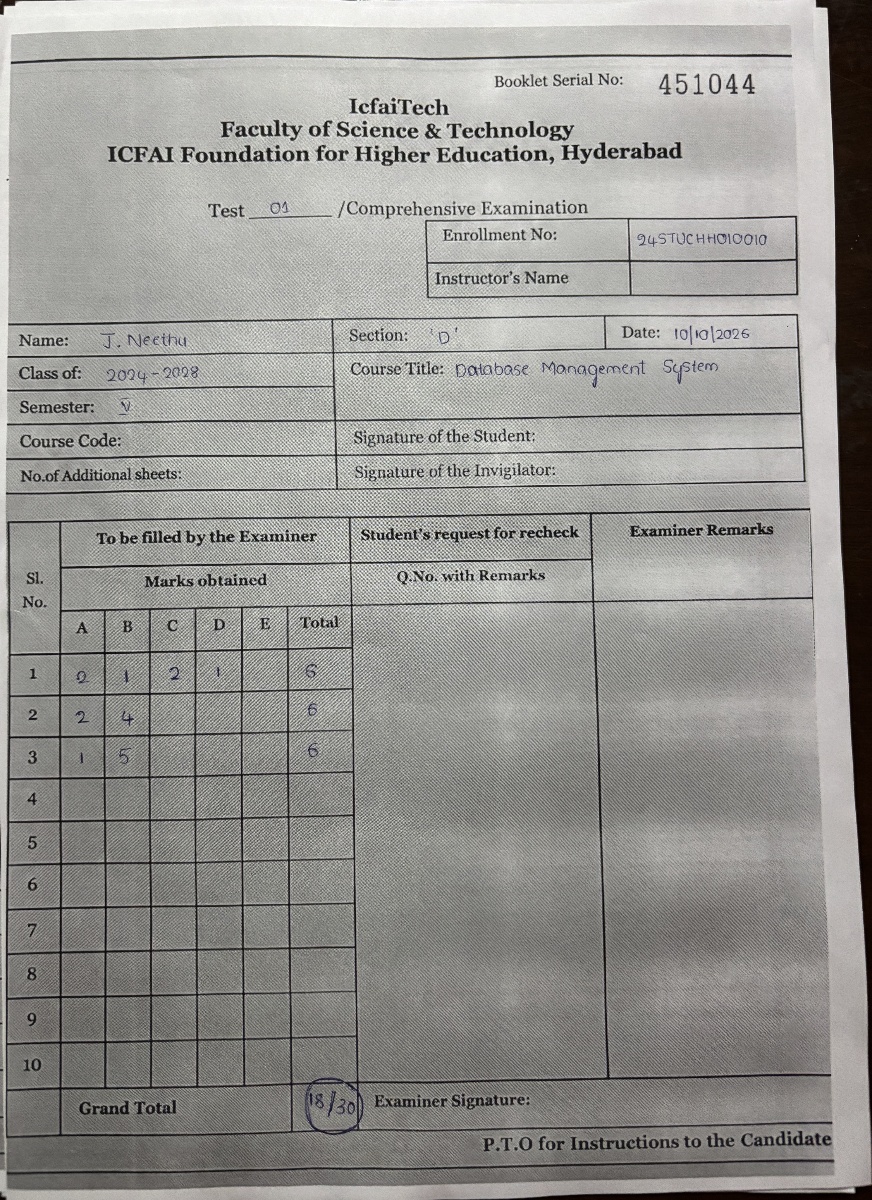 Booklet Serial No: 451044
IcfaiTech
Faculty of Science & Technology
ICFAI Foundation for Higher Education, Hyderabad
Test 01 /Comprehensive Examination
Enrollment No: 24STUCHH010010
Instructor's Name
Name: J. Neethu Section: 'D' Date: 10/10/2026
Class of: 2024-2028 Course Title: Database Management System
Semester: V
Course Code: Signature of the Student:
No.of Additional sheets: Signature of the Invigilator:
Sl. No. To be filled by the Examiner Student's request for recheck Examiner Remarks
Marks obtained Q.No. with Remarks
A B C D E Total
1 2 1 2 1 6
2 2 4 6
3 1 5 6
4
5
6
7
8
9
10
Grand Total 18/30 Examiner Signature:
P.T.O for Instructions to the Candidate